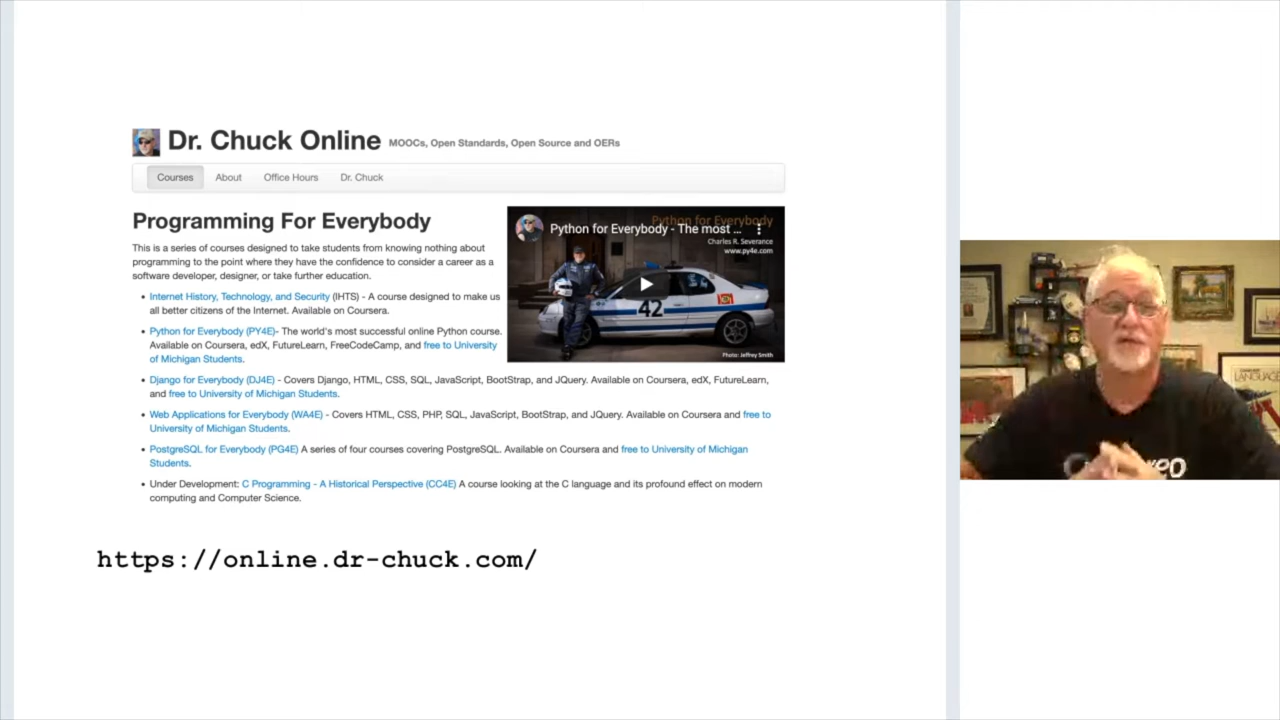 Dr. Chuck Online MOOCs, Open Standards, Open Source and OERs
Courses About Office Hours Dr. Chuck
Programming For Everybody
This is a series of courses designed to take students from knowing nothing about
programming to the point where they have the confidence to consider a career as a
software developer, designer, or take further education.
• Internet History, Technology, and Security (IHTS) - A course designed to make us
all better citizens of the Internet. Available on Coursera.
• Python for Everybody (PY4E)- The world's most successful online Python course.
Available on Coursera, edX, FutureLearn, FreeCodeCamp, and free to University
of Michigan Students.
Python for Everybody
Python for Everybody - The most ...
Charles R. Severance
www.py4e.com
42
Photo: Jeffrey Smith
• Django for Everybody (DJ4E) - Covers Django, HTML, CSS, SQL, JavaScript, BootStrap, and JQuery. Available on Coursera, edX, FutureLearn,
and free to University of Michigan Students.
• Web Applications for Everybody (WA4E) - Covers HTML, CSS, PHP, SQL, JavaScript, BootStrap, and JQuery. Available on Coursera and free to
University of Michigan Students.
• PostgreSQL for Everybody (PG4E) A series of four courses covering PostgreSQL. Available on Coursera and free to University of Michigan
Students.
• Under Development: C Programming - A Historical Perspective (CC4E) A course looking at the C language and its profound effect on modern
computing and Computer Science.
https://online.dr-chuck.com/
LANGUAGE